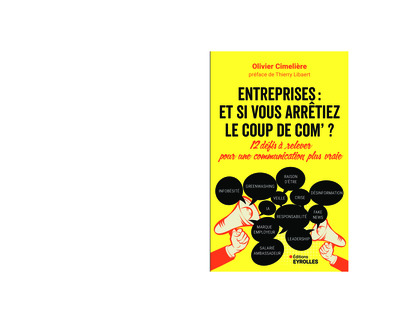 Olivier Cimelière
préface de Thierry Libaert
ENTREPRISES :
ET SI VOUS ARRÊTIEZ
LE COUP DE COM' ?
12 défis à relever
pour une communication plus vraie
RAISON
D'ÊTRE
GREENWASHING
INFOBÉSITÉ
DÉSINFORMATION
VEILLE
CRISE
IA
RESPONSABILITÉ
FAKE
NEWS
MARQUE
EMPLOYEUR
LEADERSHIP
SALARIÉ
AMBASSADEUR
Éditions
EYROLLES